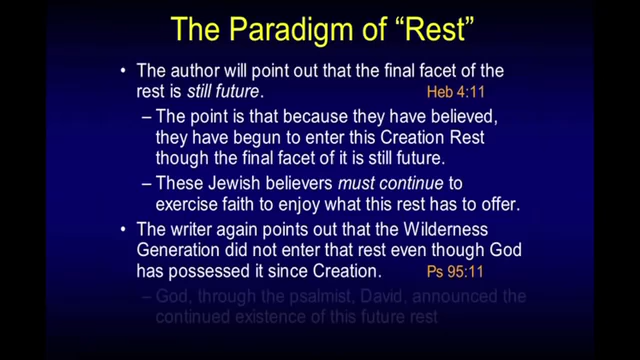 The Paradigm of “Rest”
• The author will point out that the final facet of the
rest is still future. Heb 4:11
– The point is that because they have believed,
they have begun to enter this Creation Rest
though the final facet of it is still future.
– These Jewish believers must continue to
exercise faith to enjoy what this rest has to offer.
• The writer again points out that the Wilderness
Generation did not enter that rest even though God
has possessed it since Creation. Ps 95:11
– God, through the psalmist, David, announced the
continued existence of this future rest